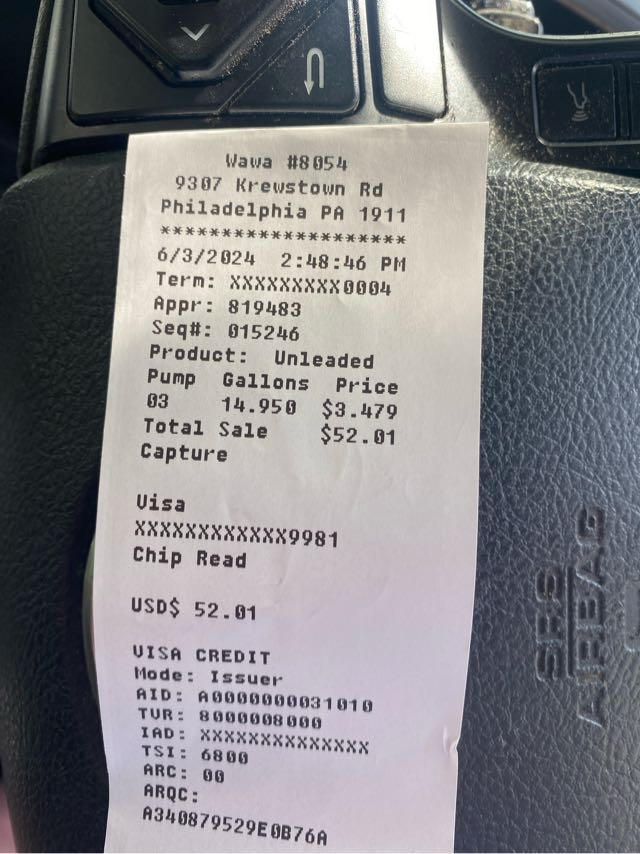 Wawa #8054
9307 Krewstown Rd
Philadelphia PA 1911
********************
6/3/2024 2:48:46 PM
Term: XXXXXXXXX0004
Appr: 819483
Seq#: 015246
Product: Unleaded
Pump Gallons Price
03 14.950 $3.479
Total Sale $52.01
Capture
Visa
XXXXXXXXXXXX9981
Chip Read
USD$ 52.01
VISA CREDIT
Mode: Issuer
AID: A0000000031010
TVR: 8000008000
IAD: XXXXXXXXXXXXXX
TSI: 6800
ARC: 00
ARQC:
A340879529E0B76A
SRS
AIRBAG